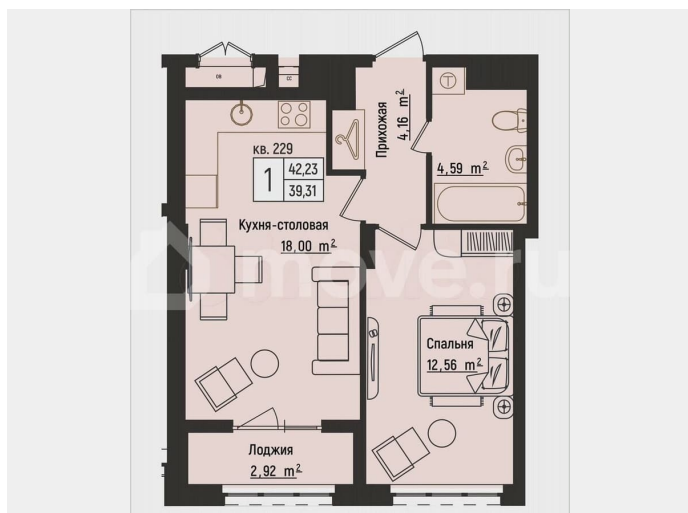 кв. 229
1
42,23
39,31
Кухня-столовая
18,00 m²
Прихожая
4,16 m²
4,59 m²
Спальня
12,56 m²
Лоджия
2,92 m²
move.ru